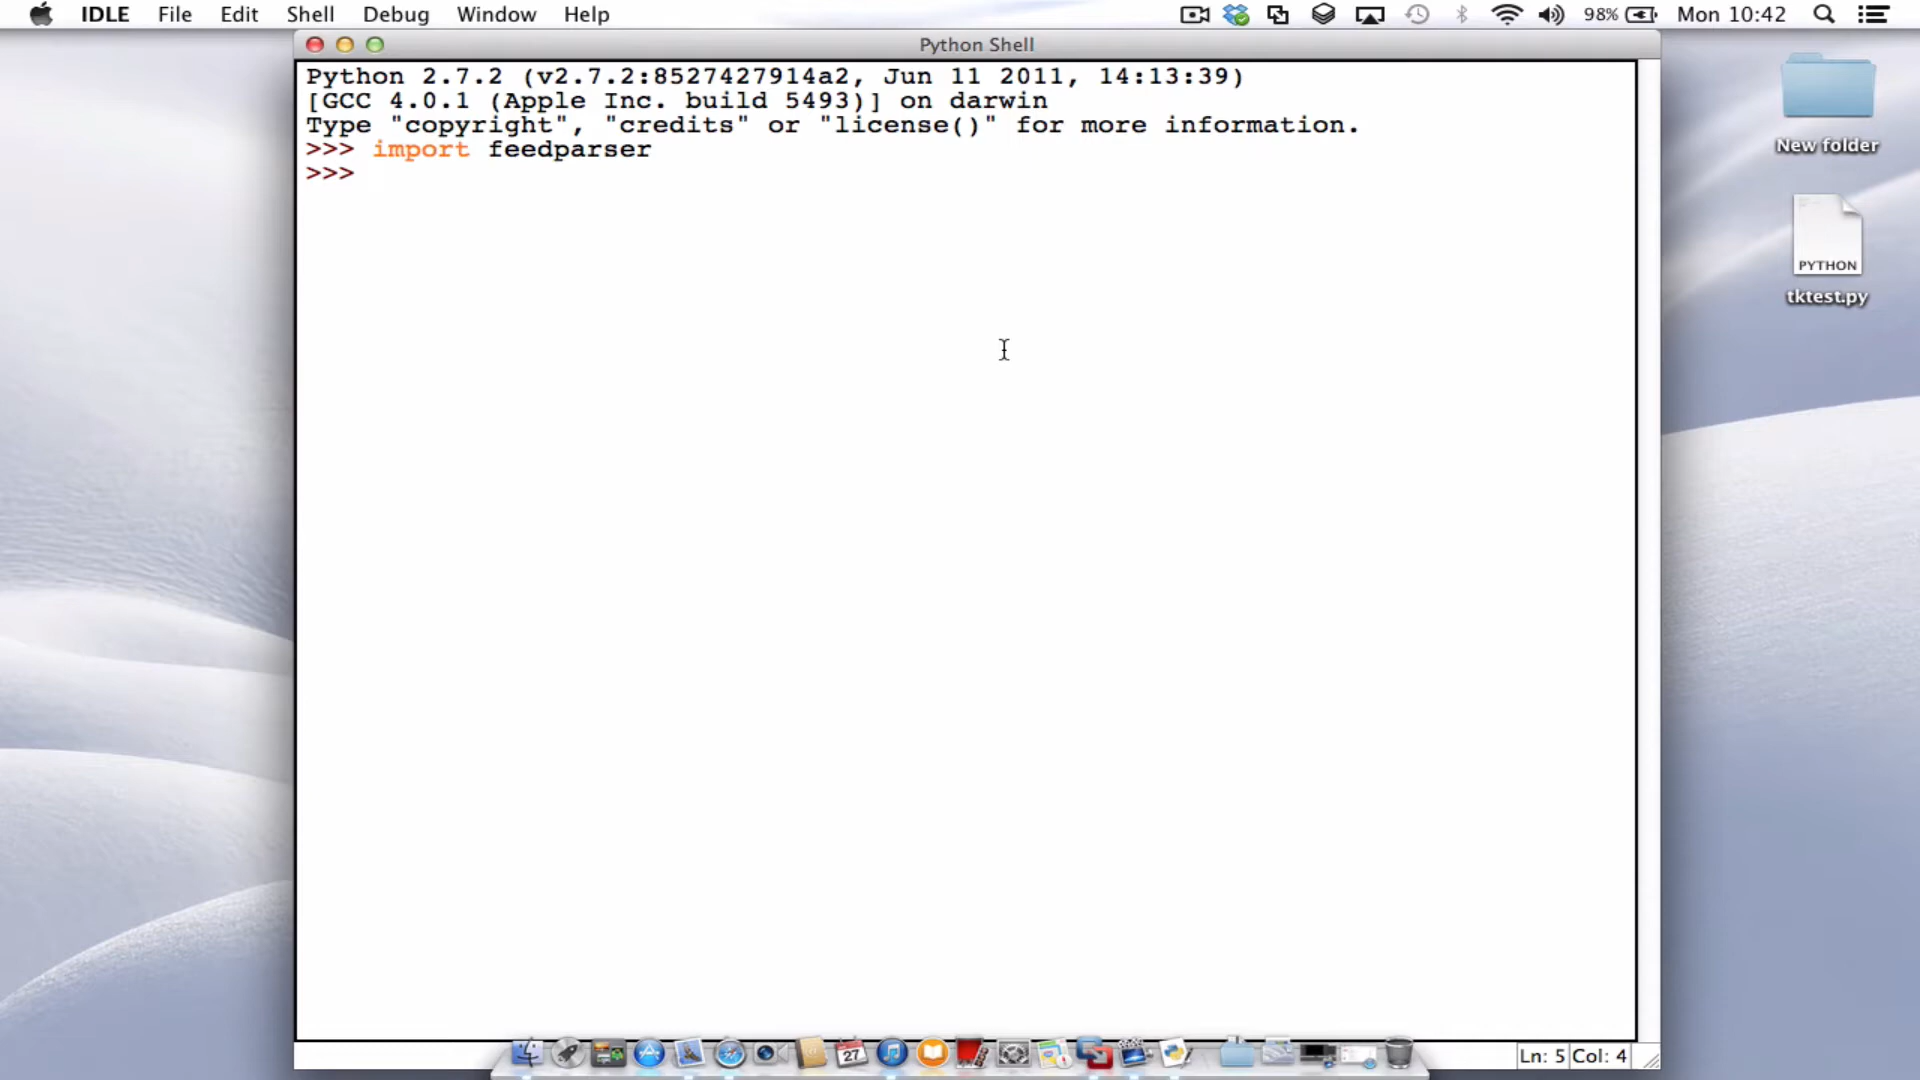 IDLE File Edit Shell Debug Window Help 98% Mon 10:42
Python Shell
Python 2.7.2 (v2.7.2:8527427914a2, Jun 11 2011, 14:13:39)
[GCC 4.0.1 (Apple Inc. build 5493)] on darwin
Type "copyright", "credits" or "license()" for more information.
>>> import feedparser
>>>
New folder
PYTHON
tktest.py
27
Ln: 5 Col: 4